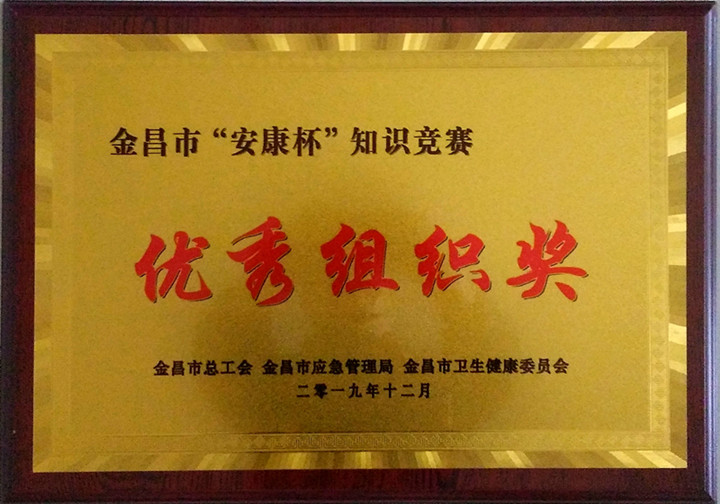 金昌市“安康杯”知识竞赛
优秀组织奖
金昌市总工会 金昌市应急管理局 金昌市卫生健康委员会
二零一九年十二月